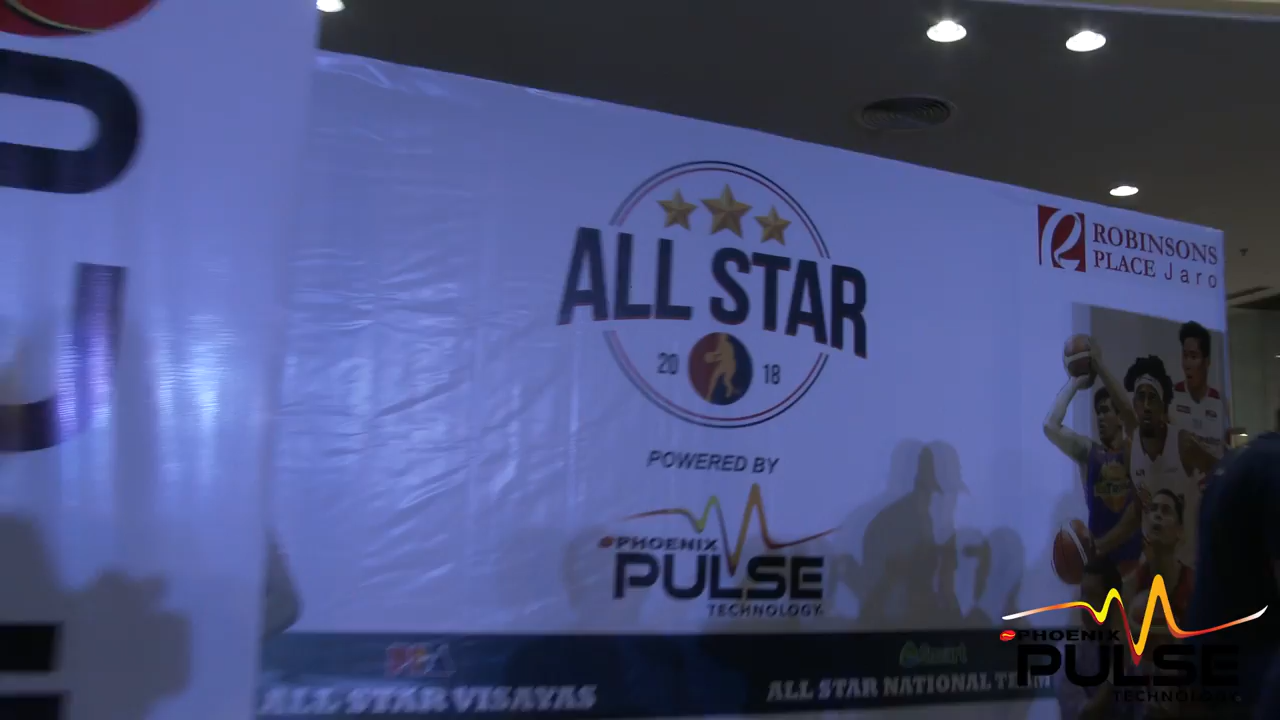 ALL STAR
20 18
POWERED BY
PHOENIX
PULSE
TECHNOLOGY
ROBINSONS
PLACE Jaro
ALL STAR VISAYAS
ALL STAR NATIONAL
PHOENIX
PULSE
TECHNOLOGY